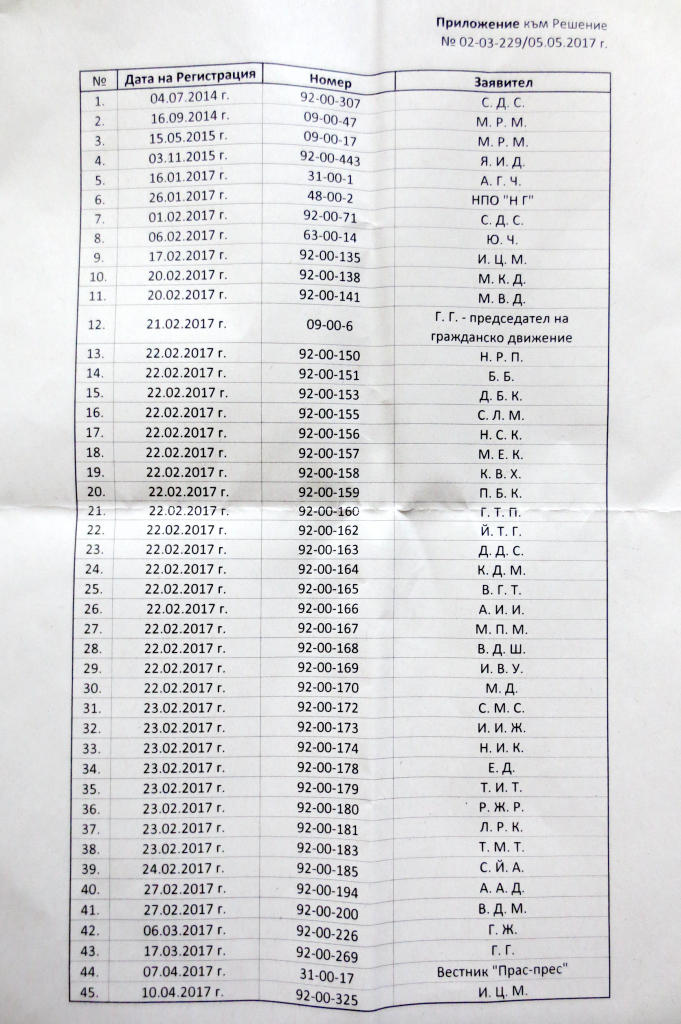 Приложение към Решение
№ 02-03-229/05.05.2017 г.
№ Дата на Регистрация Номер Заявител
1. 04.07.2014 г. 92-00-307 С. Д. С.
2. 16.09.2014 г. 09-00-47 М. Р. М.
3. 15.05.2015 г. 09-00-17 М. Р. М.
4. 03.11.2015 г. 92-00-443 Я. И. Д.
5. 16.01.2017 г. 31-00-1 А. Г. Ч.
6. 26.01.2017 г. 48-00-2 НПО "Н Г"
7. 01.02.2017 г. 92-00-71 С. Д. С.
8. 06.02.2017 г. 63-00-14 Ю. Ч.
9. 17.02.2017 г. 92-00-135 И. Ц. М.
10. 20.02.2017 г. 92-00-138 М. К. Д.
11. 20.02.2017 г. 92-00-141 М. В. Д.
12. 21.02.2017 г. 09-00-6 Г. Г. - председател на
гражданско движение
13. 22.02.2017 г. 92-00-150 Н. Р. П.
14. 22.02.2017 г. 92-00-151 Б. Б.
15. 22.02.2017 г. 92-00-153 Д. Б. К.
16. 22.02.2017 г. 92-00-155 С. Л. М.
17. 22.02.2017 г. 92-00-156 Н. С. К.
18. 22.02.2017 г. 92-00-157 М. Е. К.
19. 22.02.2017 г. 92-00-158 К. В. Х.
20. 22.02.2017 г. 92-00-159 П. Б. К.
21. 22.02.2017 г. 92-00-160 Г. Т. П.
22. 22.02.2017 г. 92-00-162 Й. Т. Г.
23. 22.02.2017 г. 92-00-163 Д. Д. С.
24. 22.02.2017 г. 92-00-164 К. Д. М.
25. 22.02.2017 г. 92-00-165 В. Г. Т.
26. 22.02.2017 г. 92-00-166 А. И. И.
27. 22.02.2017 г. 92-00-167 М. П. М.
28. 22.02.2017 г. 92-00-168 В. Д. Ш.
29. 22.02.2017 г. 92-00-169 И. В. У.
30. 22.02.2017 г. 92-00-170 М. Д.
31. 23.02.2017 г. 92-00-172 С. М. С.
32. 23.02.2017 г. 92-00-173 И. И. Ж.
33. 23.02.2017 г. 92-00-174 Н. И. К.
34. 23.02.2017 г. 92-00-178 Е. Д.
35. 23.02.2017 г. 92-00-179 Т. И. Т.
36. 23.02.2017 г. 92-00-180 Р. Ж. Р.
37. 23.02.2017 г. 92-00-181 Л. Р. К.
38. 23.02.2017 г. 92-00-183 Т. М. Т.
39. 24.02.2017 г. 92-00-185 С. Й. А.
40. 27.02.2017 г. 92-00-194 А. А. Д.
41. 27.02.2017 г. 92-00-200 В. Д. М.
42. 06.03.2017 г. 92-00-226 Г. Ж.
43. 17.03.2017 г. 92-00-269 Г. Г.
44. 07.04.2017 г. 31-00-17 Вестник "Прас-прес"
45. 10.04.2017 г. 92-00-325 И. Ц. М.